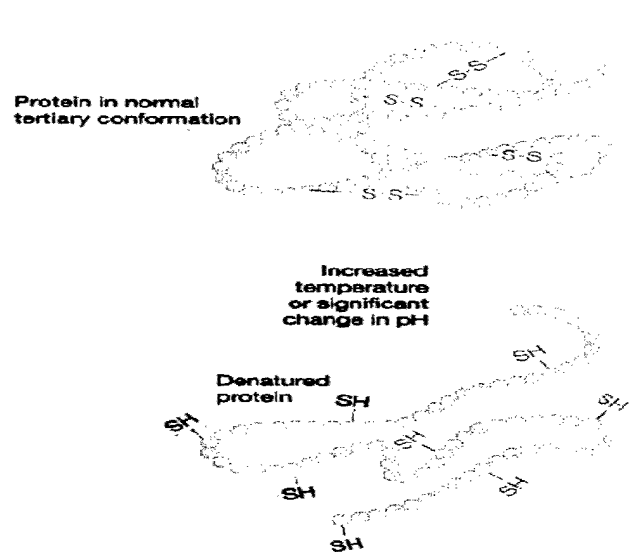 S-S
S S
Protein in normal
tertiary conformation
S-S
S S
Increased
temperature
or significant
change in pH
SH
Denatured
protein
SH
SH
SH
SH
SH
SH
SH